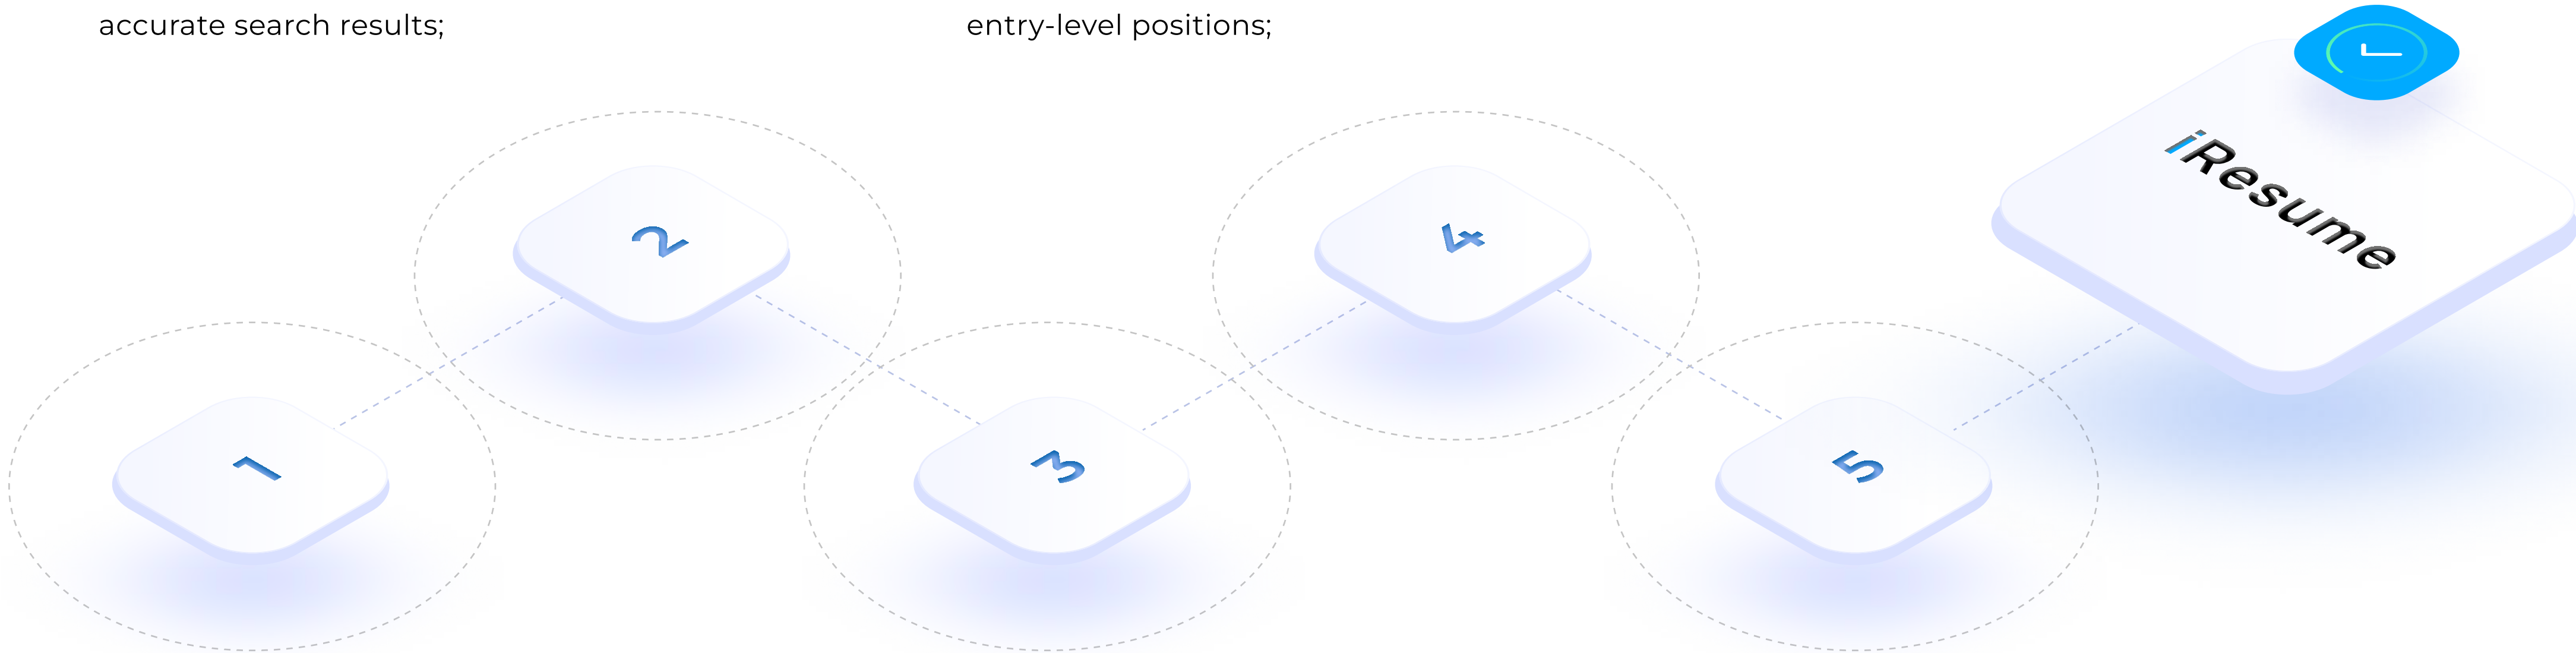 accurate search results;
entry-level positions;
2
4
iResume
1
3
5